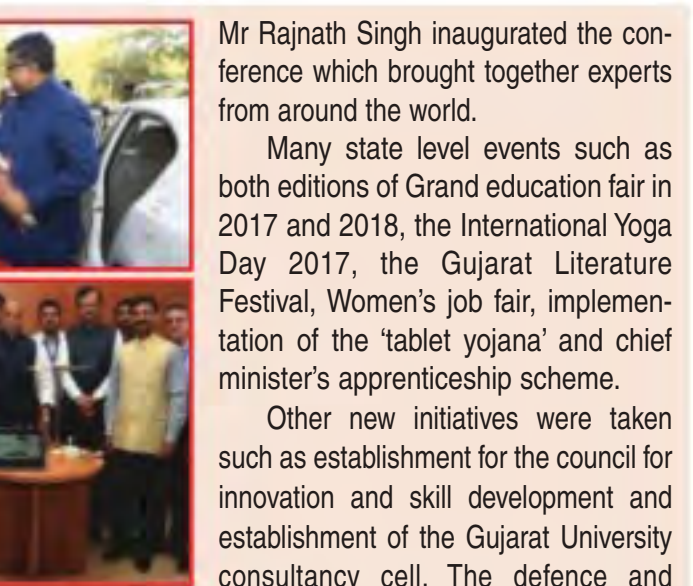 Mr Rajnath Singh inaugurated the con-
ference which brought together experts
from around the world.
Many state level events such as
both editions of Grand education fair in
2017 and 2018, the International Yoga
Day 2017, the Gujarat Literature
Festival, Women's job fair, implemen-
tation of the 'tablet yojana' and chief
minister's apprenticeship scheme.
Other new initiatives were taken
such as establishment for the council for
innovation and skill development and
establishment of the Gujarat University
consultancy cell. The defence and